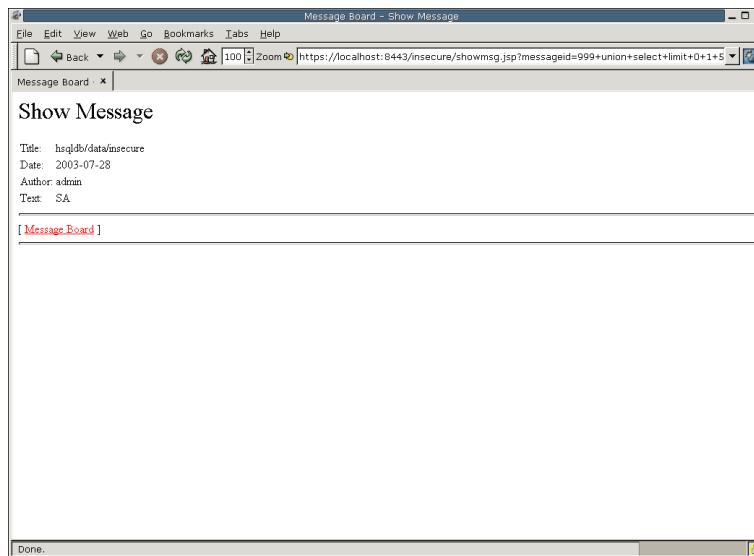 Message Board - Show Message
File Edit View Web Go Bookmarks Tabs Help
Back 100 Zoom https://localhost:8443/insecure/showmsg.jsp?messageid=999+union+select+limit+0+1+5
Message Board ·
Show Message
Title: hsqldb/data/insecure
Date: 2003-07-28
Author: admin
Text: SA
[ Message Board ]
Done.